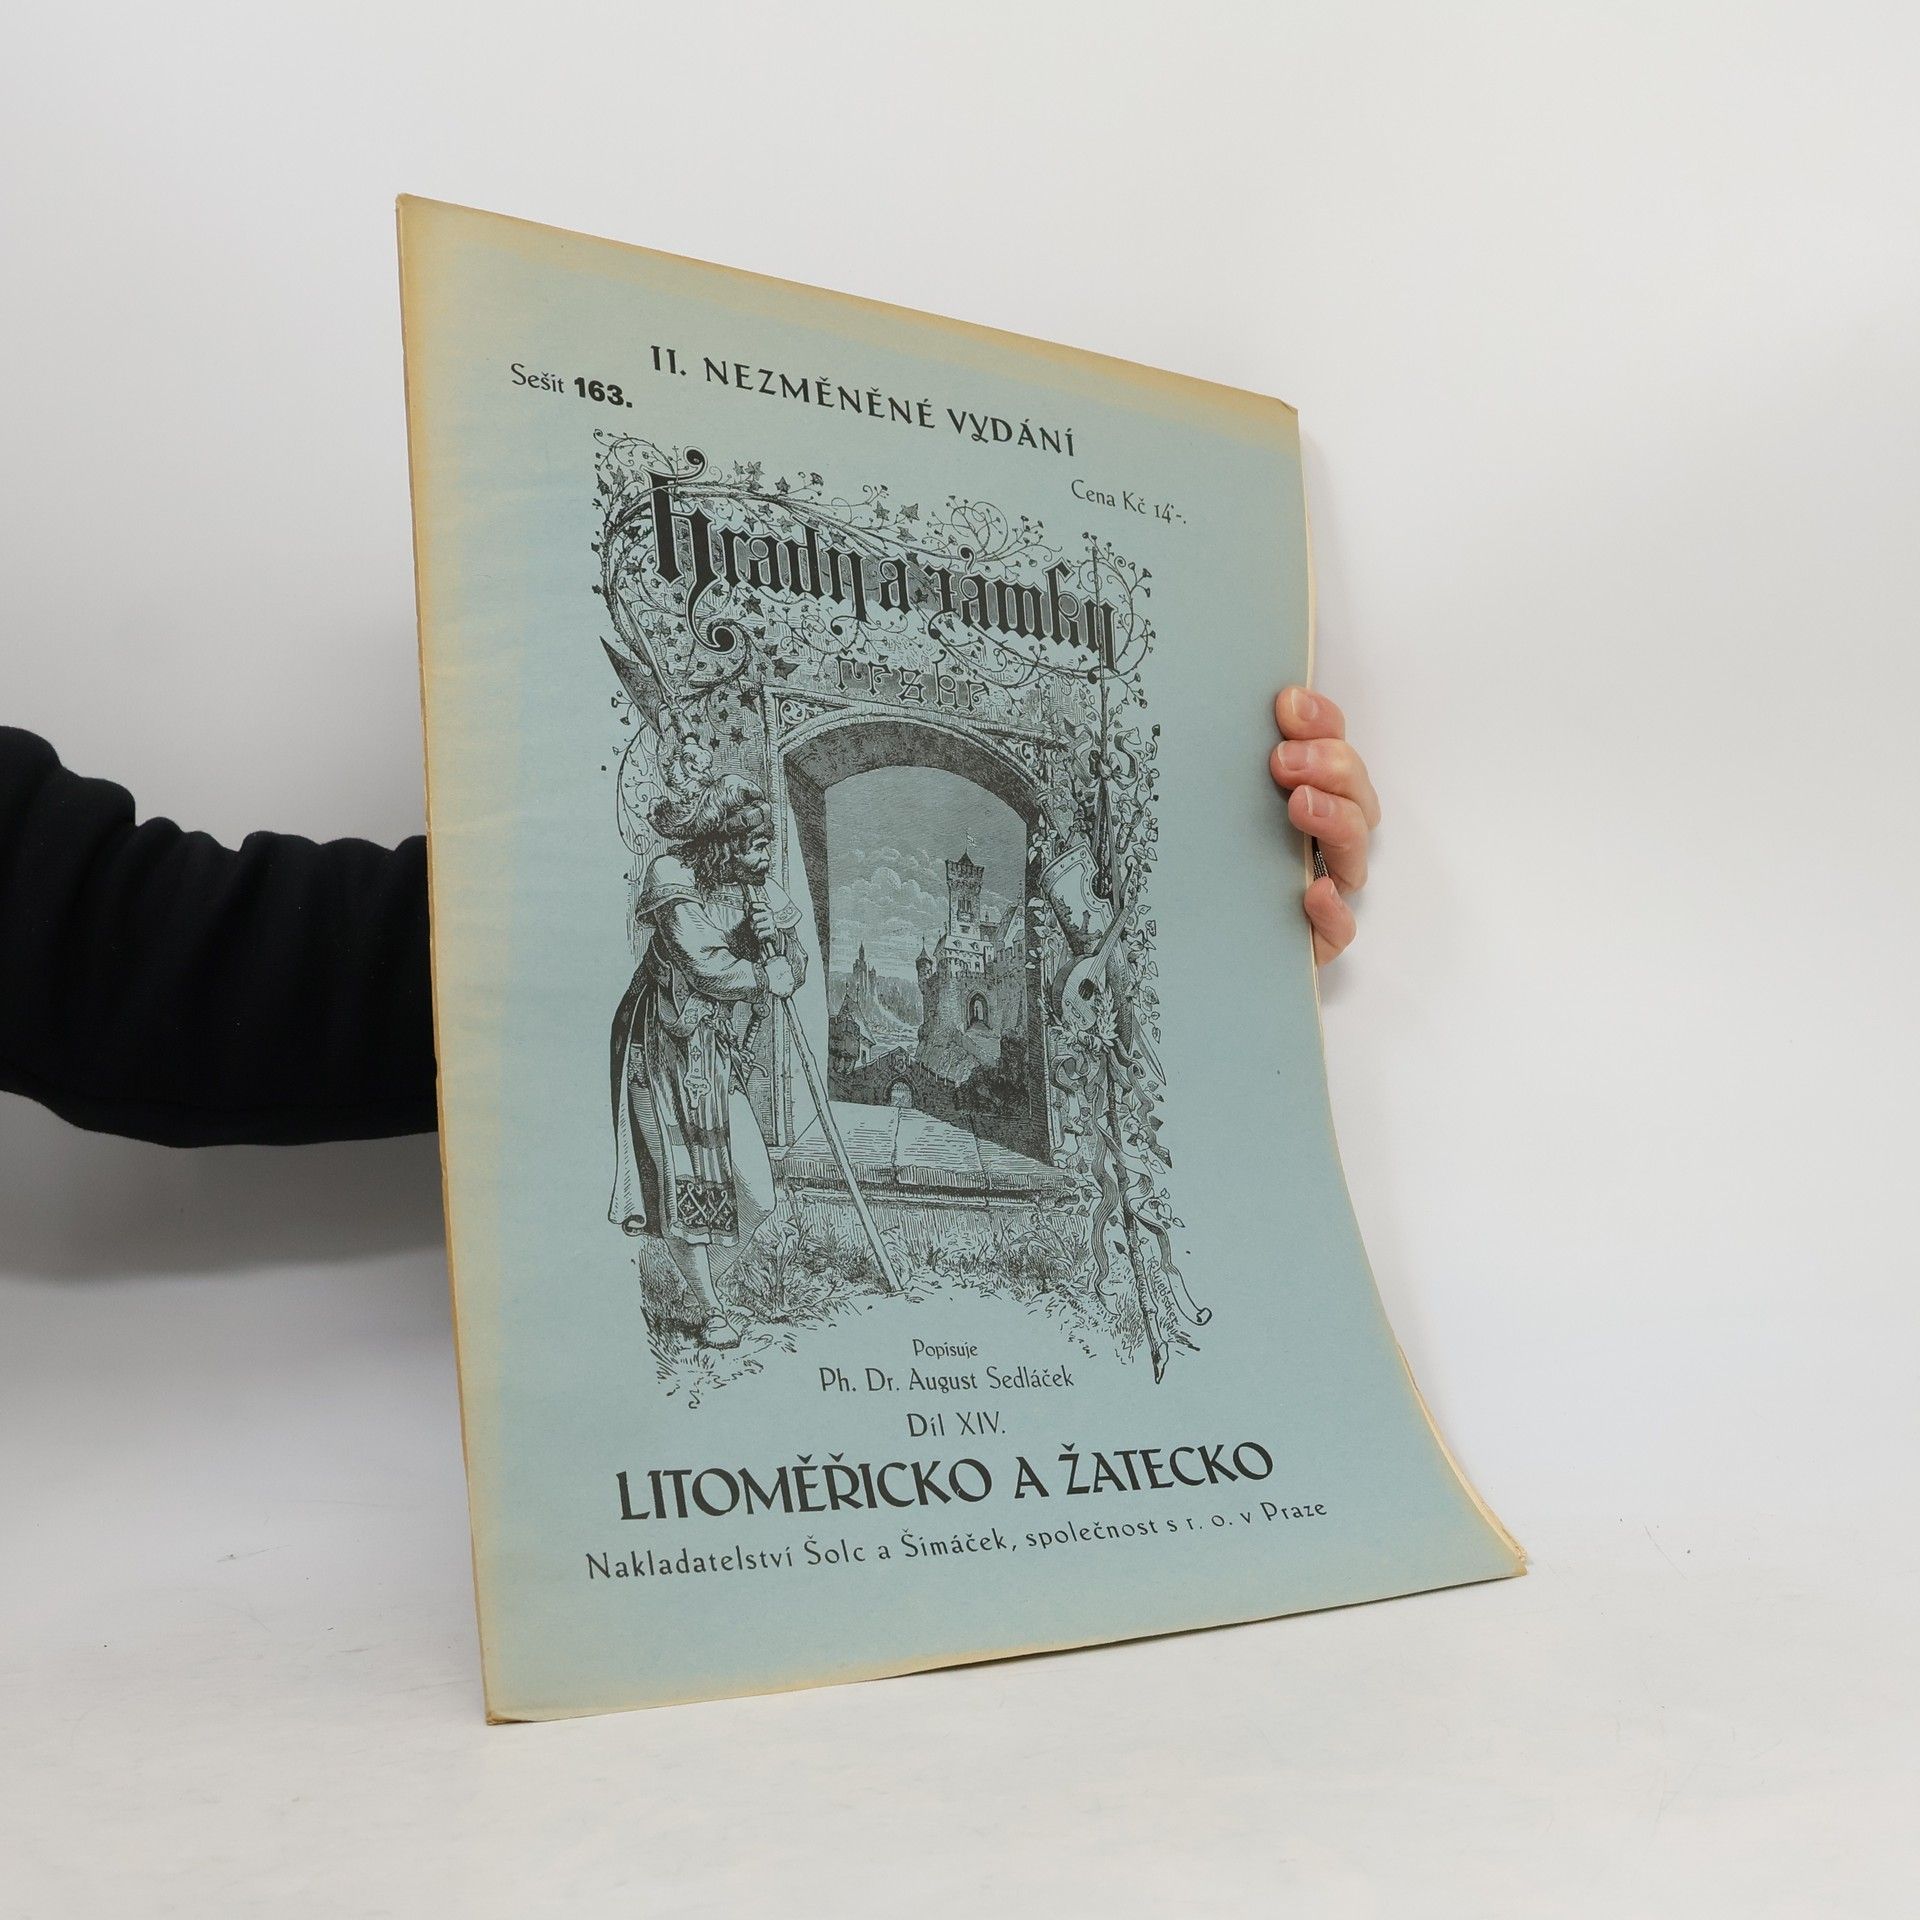 II. NEZMĚNĚNÉ VYDÁNÍ
Sešit 163.
Cena Kč 14·-.
Hrady a zámky
české
Popisuje
Ph. Dr. August Sedláček
Díl XIV.
LITOMĚŘICKO A ŽATECKO
Nakladatelství Šolc a Šimáček, společnost s r. o. v Praze